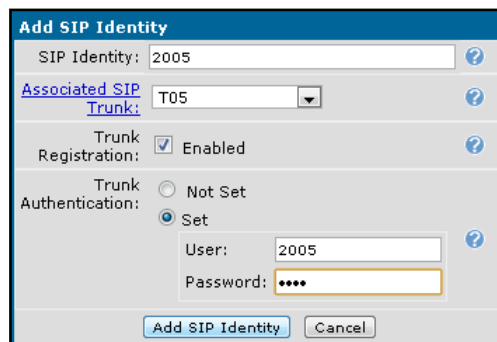 Add SIP Identity
SIP Identity: 2005 ?
Associated SIP Trunk: T05 ?
Trunk Registration: Enabled ?
Trunk Authentication: Not Set
Set ?
User: 2005
Password: ••••
Add SIP Identity Cancel